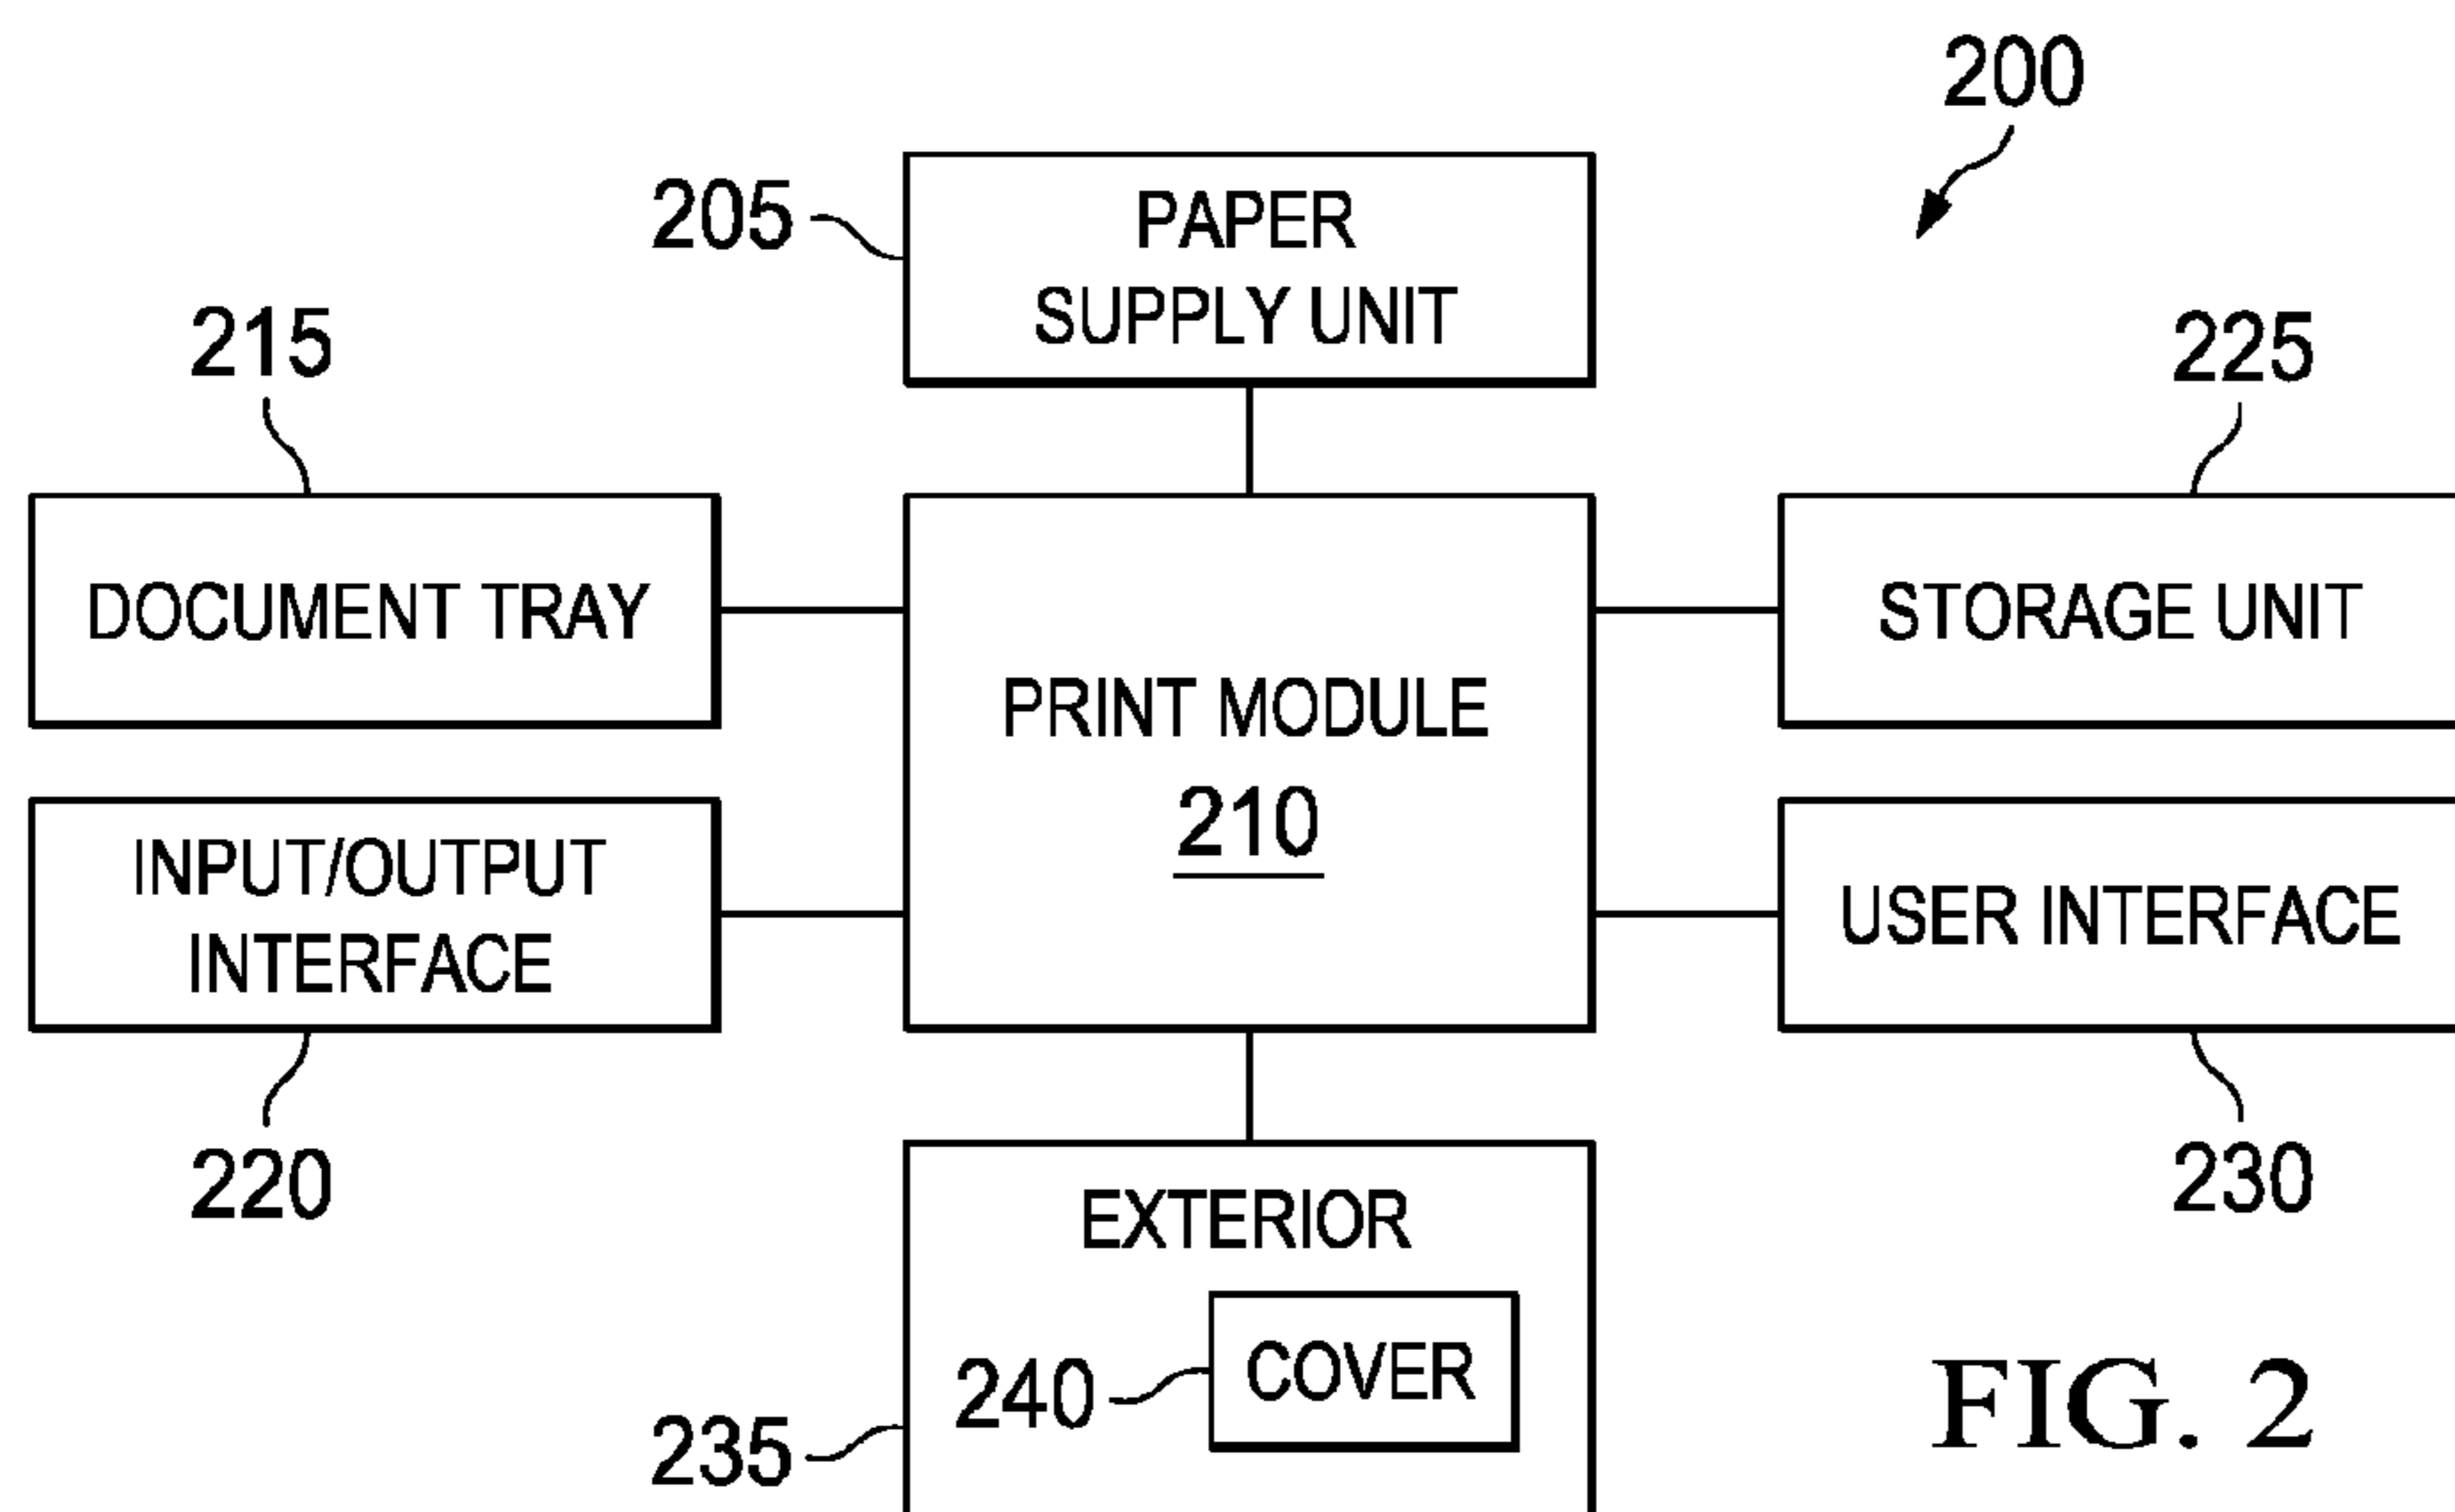 200
205
PAPER
SUPPLY UNIT
215
225
DOCUMENT TRAY
PRINT MODULE
210
STORAGE UNIT
INPUT/OUTPUT
INTERFACE
USER INTERFACE
220
230
EXTERIOR
240
COVER
235
FIG. 2